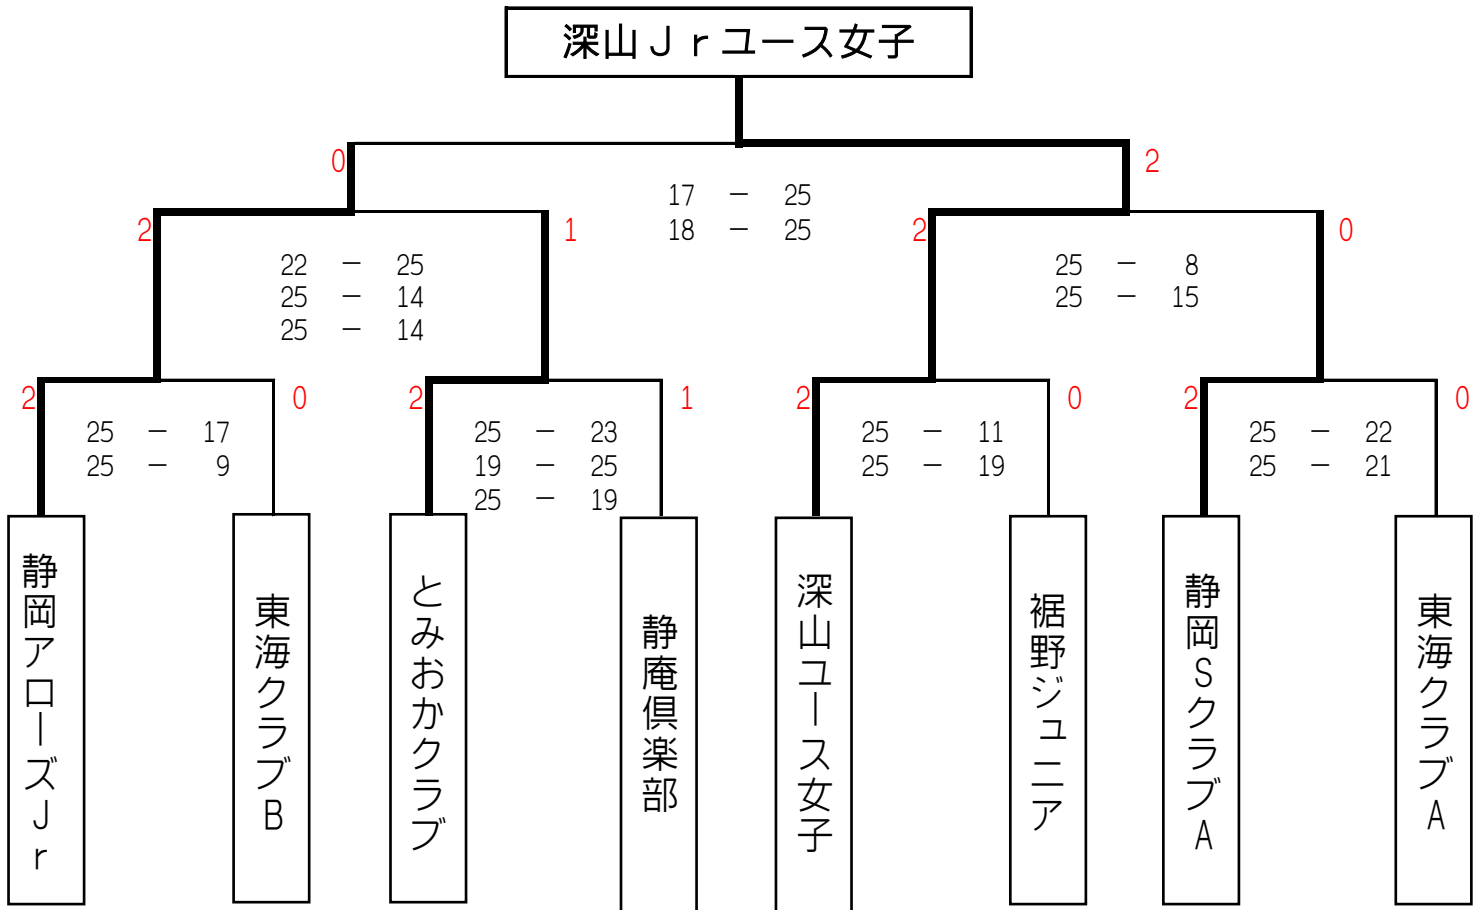 深山Ｊｒユース女子
0
2
17 － 25
18 － 25
2
1
2
0
22 － 25
25 － 14
25 － 14
25 － 8
25 － 15
2
0
2
1
2
0
2
0
25 － 17
25 － 9
25 － 23
19 － 25
25 － 19
25 － 11
25 － 19
25 － 22
25 － 21
静岡アローズＪｒ
東海クラブＢ
とみおかクラブ
静庵倶楽部
深山ユース女子
裾野ジュニア
静岡ＳクラブＡ
東海クラブＡ